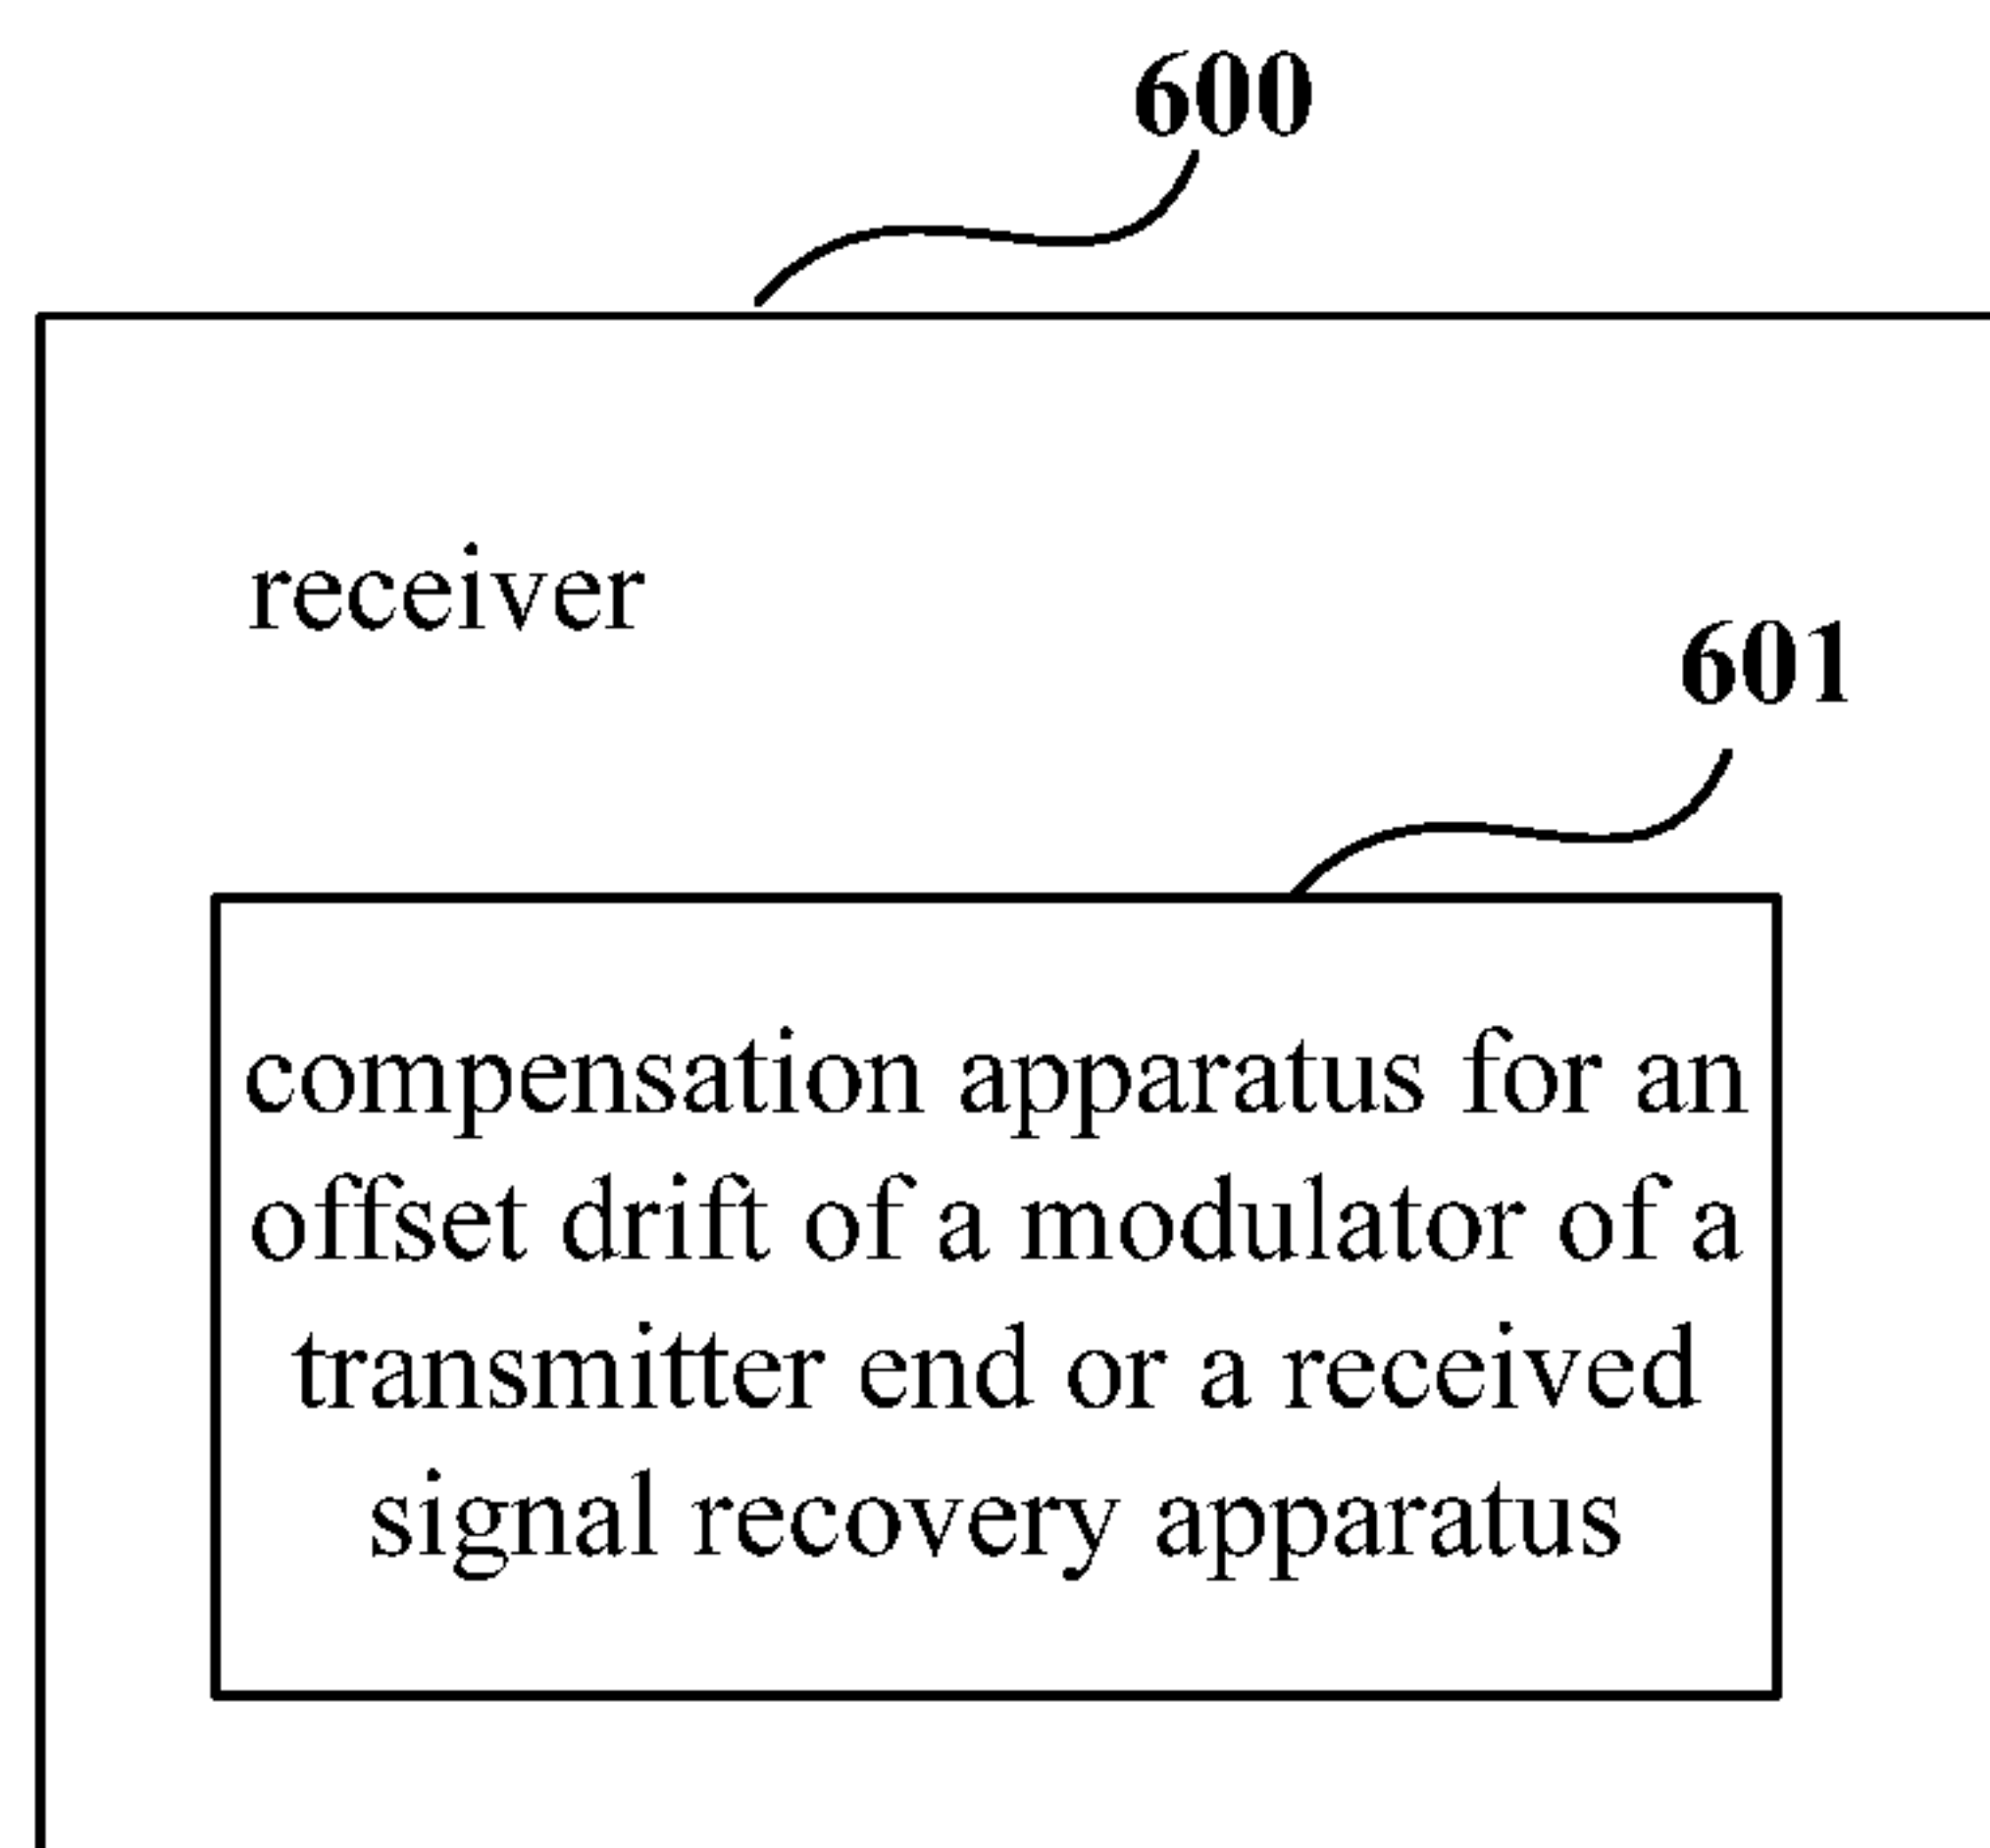 600
receiver
601
compensation apparatus for an
offset drift of a modulator of a
transmitter end or a received
signal recovery apparatus